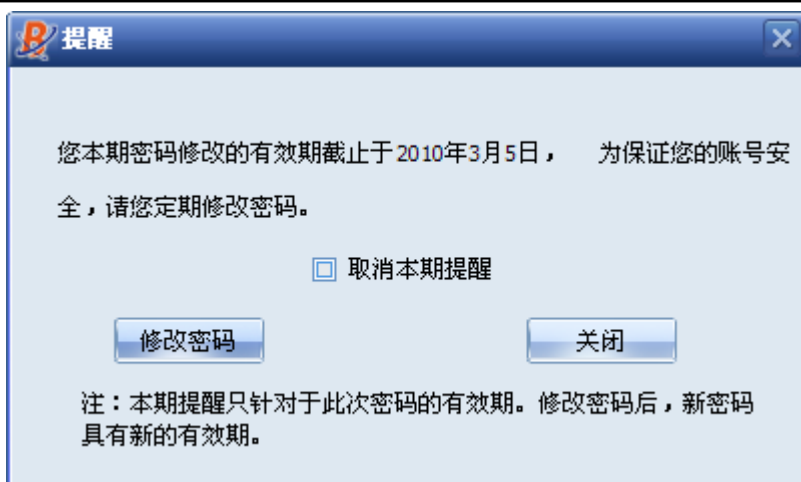 提醒
您本期密码修改的有效期截止于2010年3月5日， 为保证您的账号安
全，请您定期修改密码。
取消本期提醒
修改密码 关闭
注：本期提醒只针对于此次密码的有效期。修改密码后，新密码
具有新的有效期。